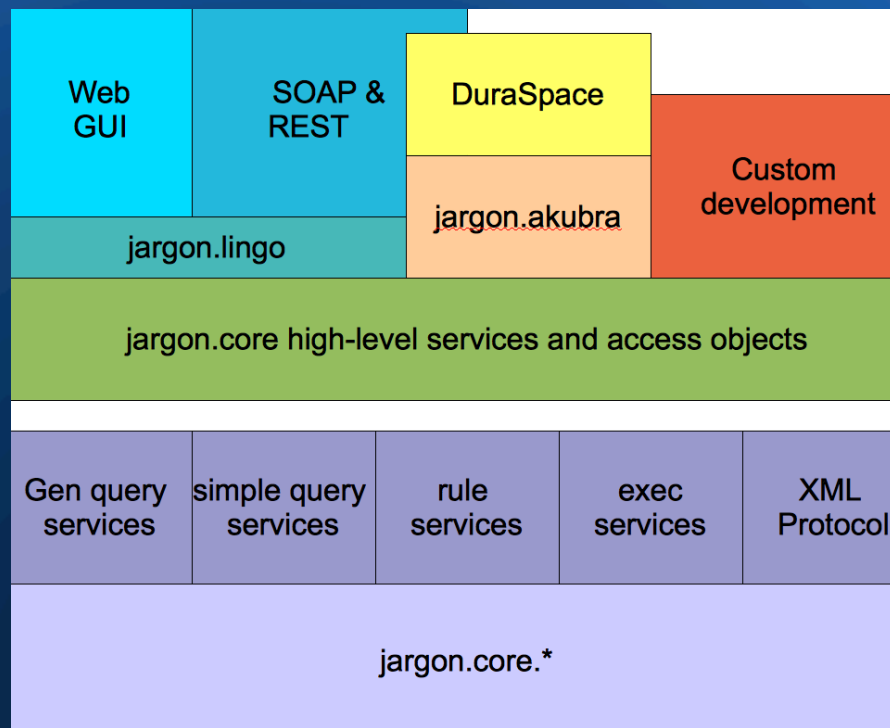 Web
GUI
SOAP &
REST
DuraSpace
Custom
development
jargon.akubra
jargon.lingo
jargon.core high-level services and access objects
Gen query
services
simple query
services
rule
services
exec
services
XML
Protocol
jargon.core.*